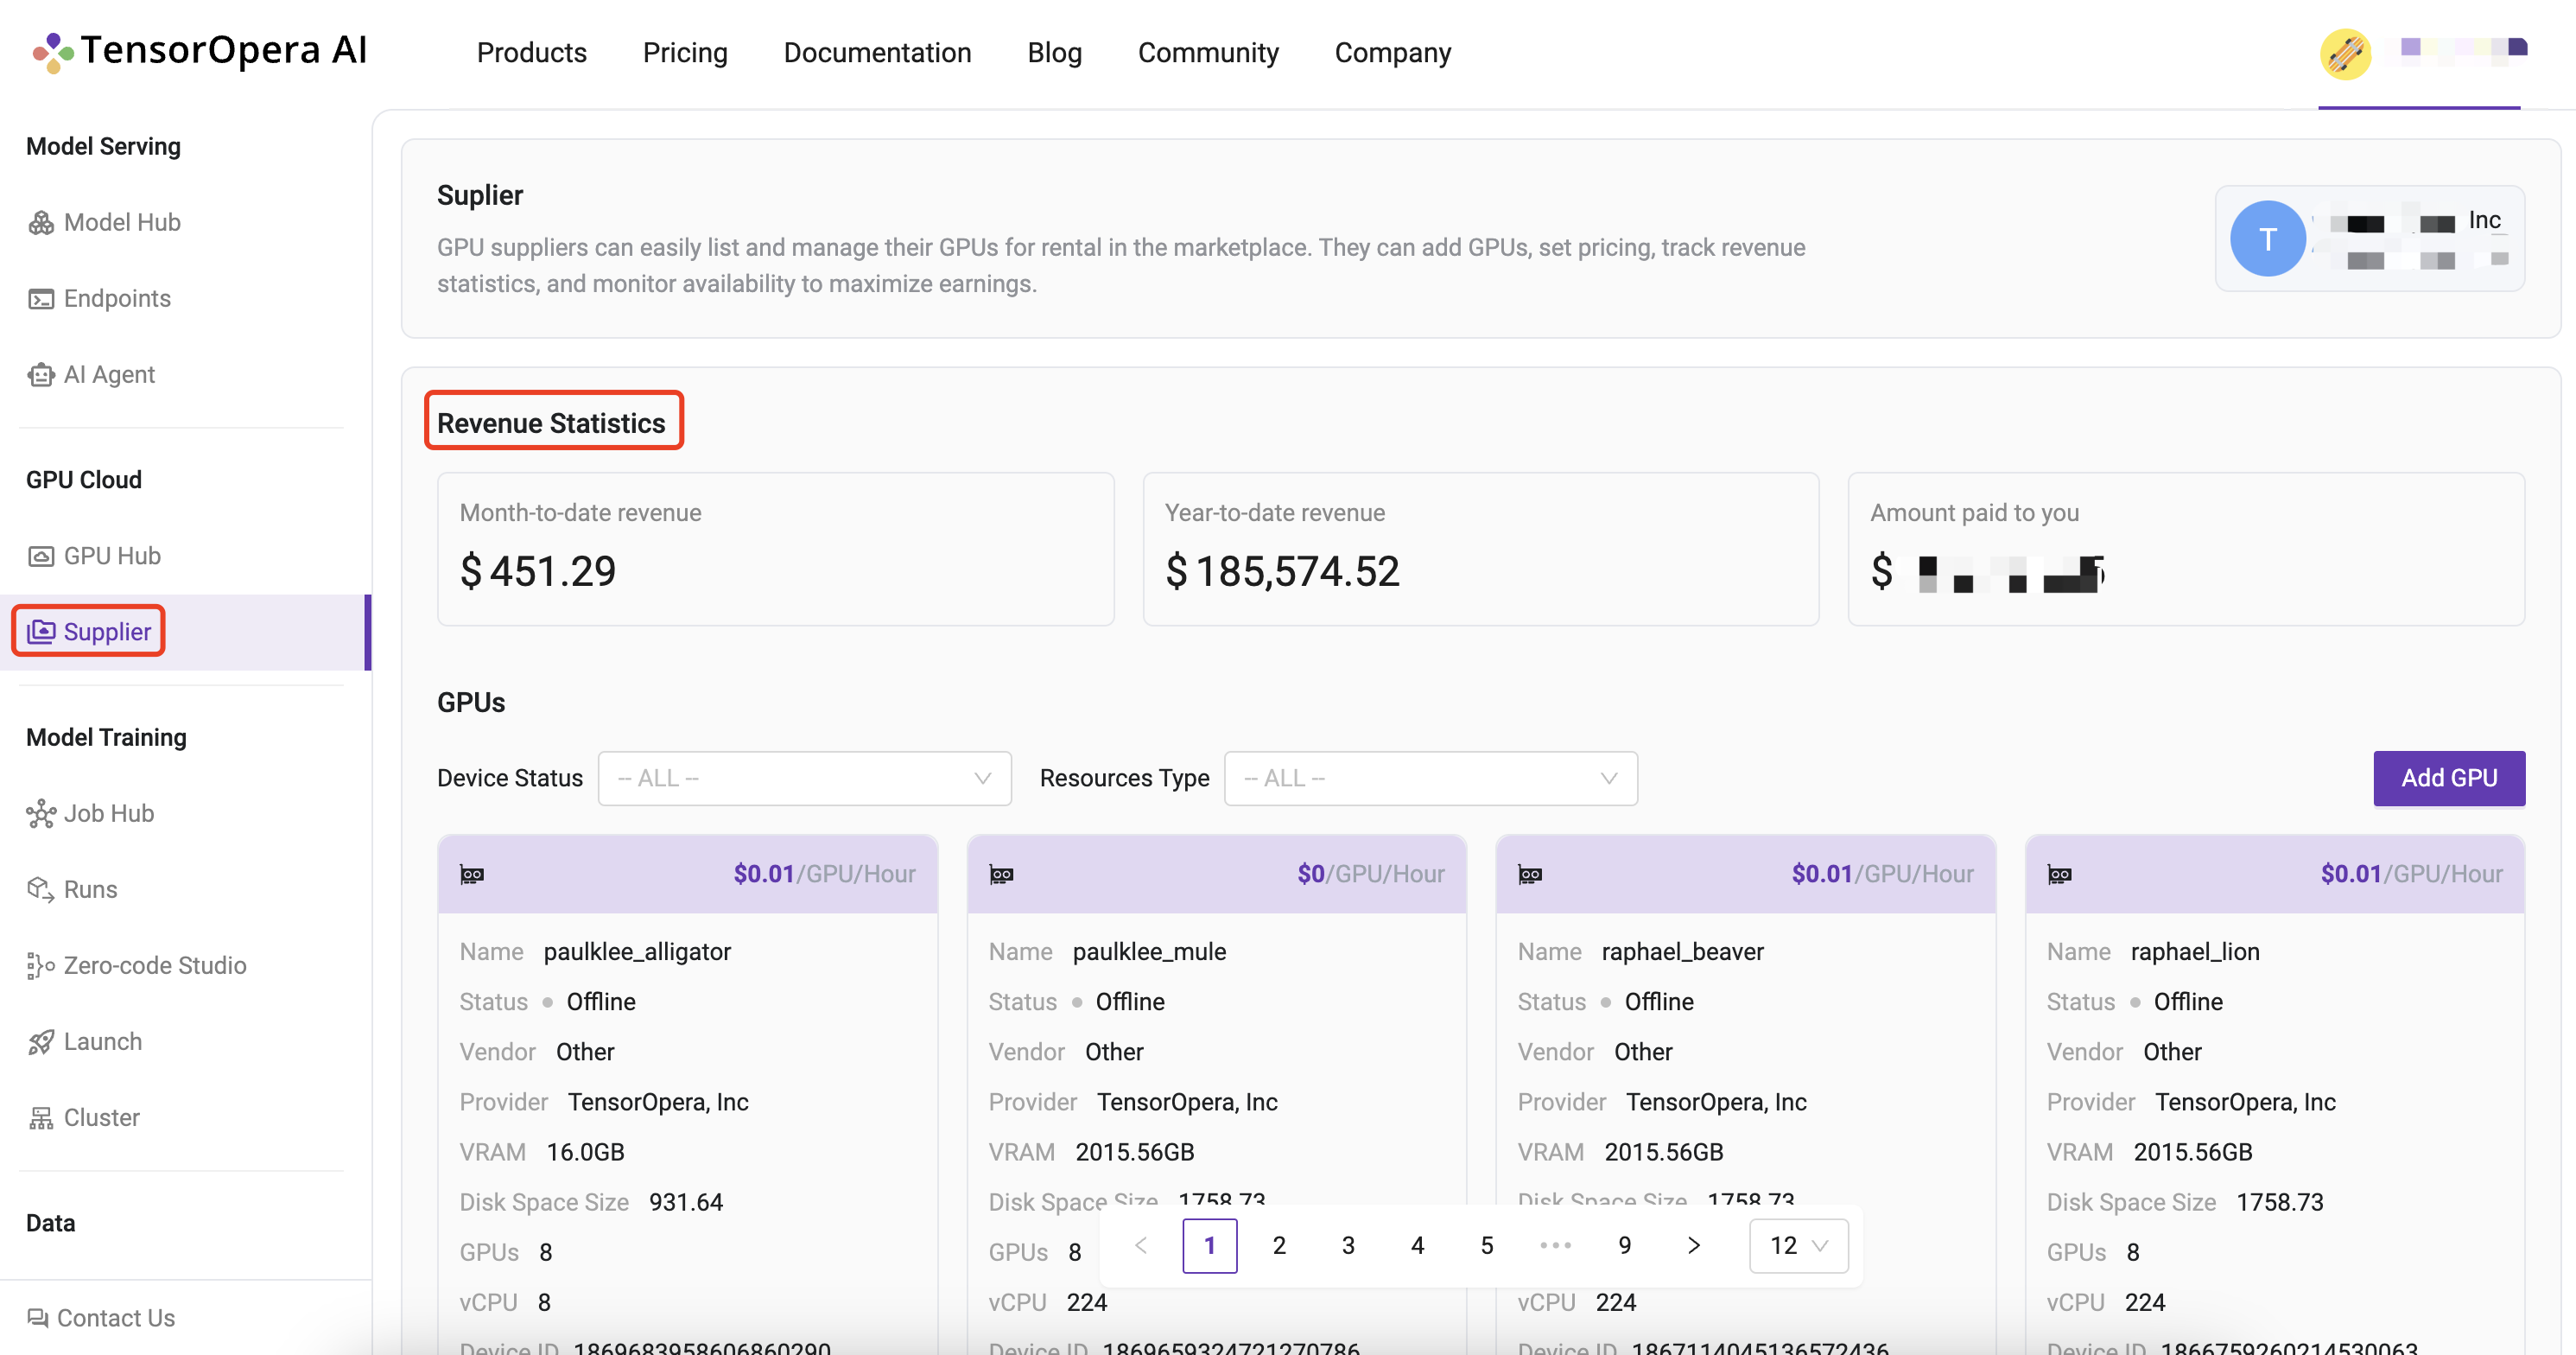 TensorOpera AI
Products Pricing Documentation Blog Community Company
Model Serving
Model Hub
Endpoints
AI Agent
GPU Cloud
GPU Hub
Supplier
Model Training
Job Hub
Runs
Zero-code Studio
Launch
Cluster
Data
Contact Us
Suplier
GPU suppliers can easily list and manage their GPUs for rental in the marketplace. They can add GPUs, set pricing, track revenue
statistics, and monitor availability to maximize earnings.
T
Inc
Revenue Statistics
Month-to-date revenue
$ 451.29
Year-to-date revenue
$ 185,574.52
Amount paid to you
$
GPUs
Device Status -- ALL -- Resources Type -- ALL -- Add GPU
$0.01/GPU/Hour
Name paulklee_alligator
Status Offline
Vendor Other
Provider TensorOpera, Inc
VRAM 16.0GB
Disk Space Size 931.64
GPUs 8
vCPU 8
Device ID 1869683958606860290
$0/GPU/Hour
Name paulklee_mule
Status Offline
Vendor Other
Provider TensorOpera, Inc
VRAM 2015.56GB
Disk Space Size 1758.73
GPUs 8
vCPU 224
Device ID 1869659324721270786
$0.01/GPU/Hour
Name raphael_beaver
Status Offline
Vendor Other
Provider TensorOpera, Inc
VRAM 2015.56GB
Disk Space Size 1758.73
vCPU 224
Device ID 1867114045136572436
$0.01/GPU/Hour
Name raphael_lion
Status Offline
Vendor Other
Provider TensorOpera, Inc
VRAM 2015.56GB
Disk Space Size 1758.73
GPUs 8
vCPU 224
Device ID 1866759260214530063
< 1 2 3 4 5 ••• 9 > 12